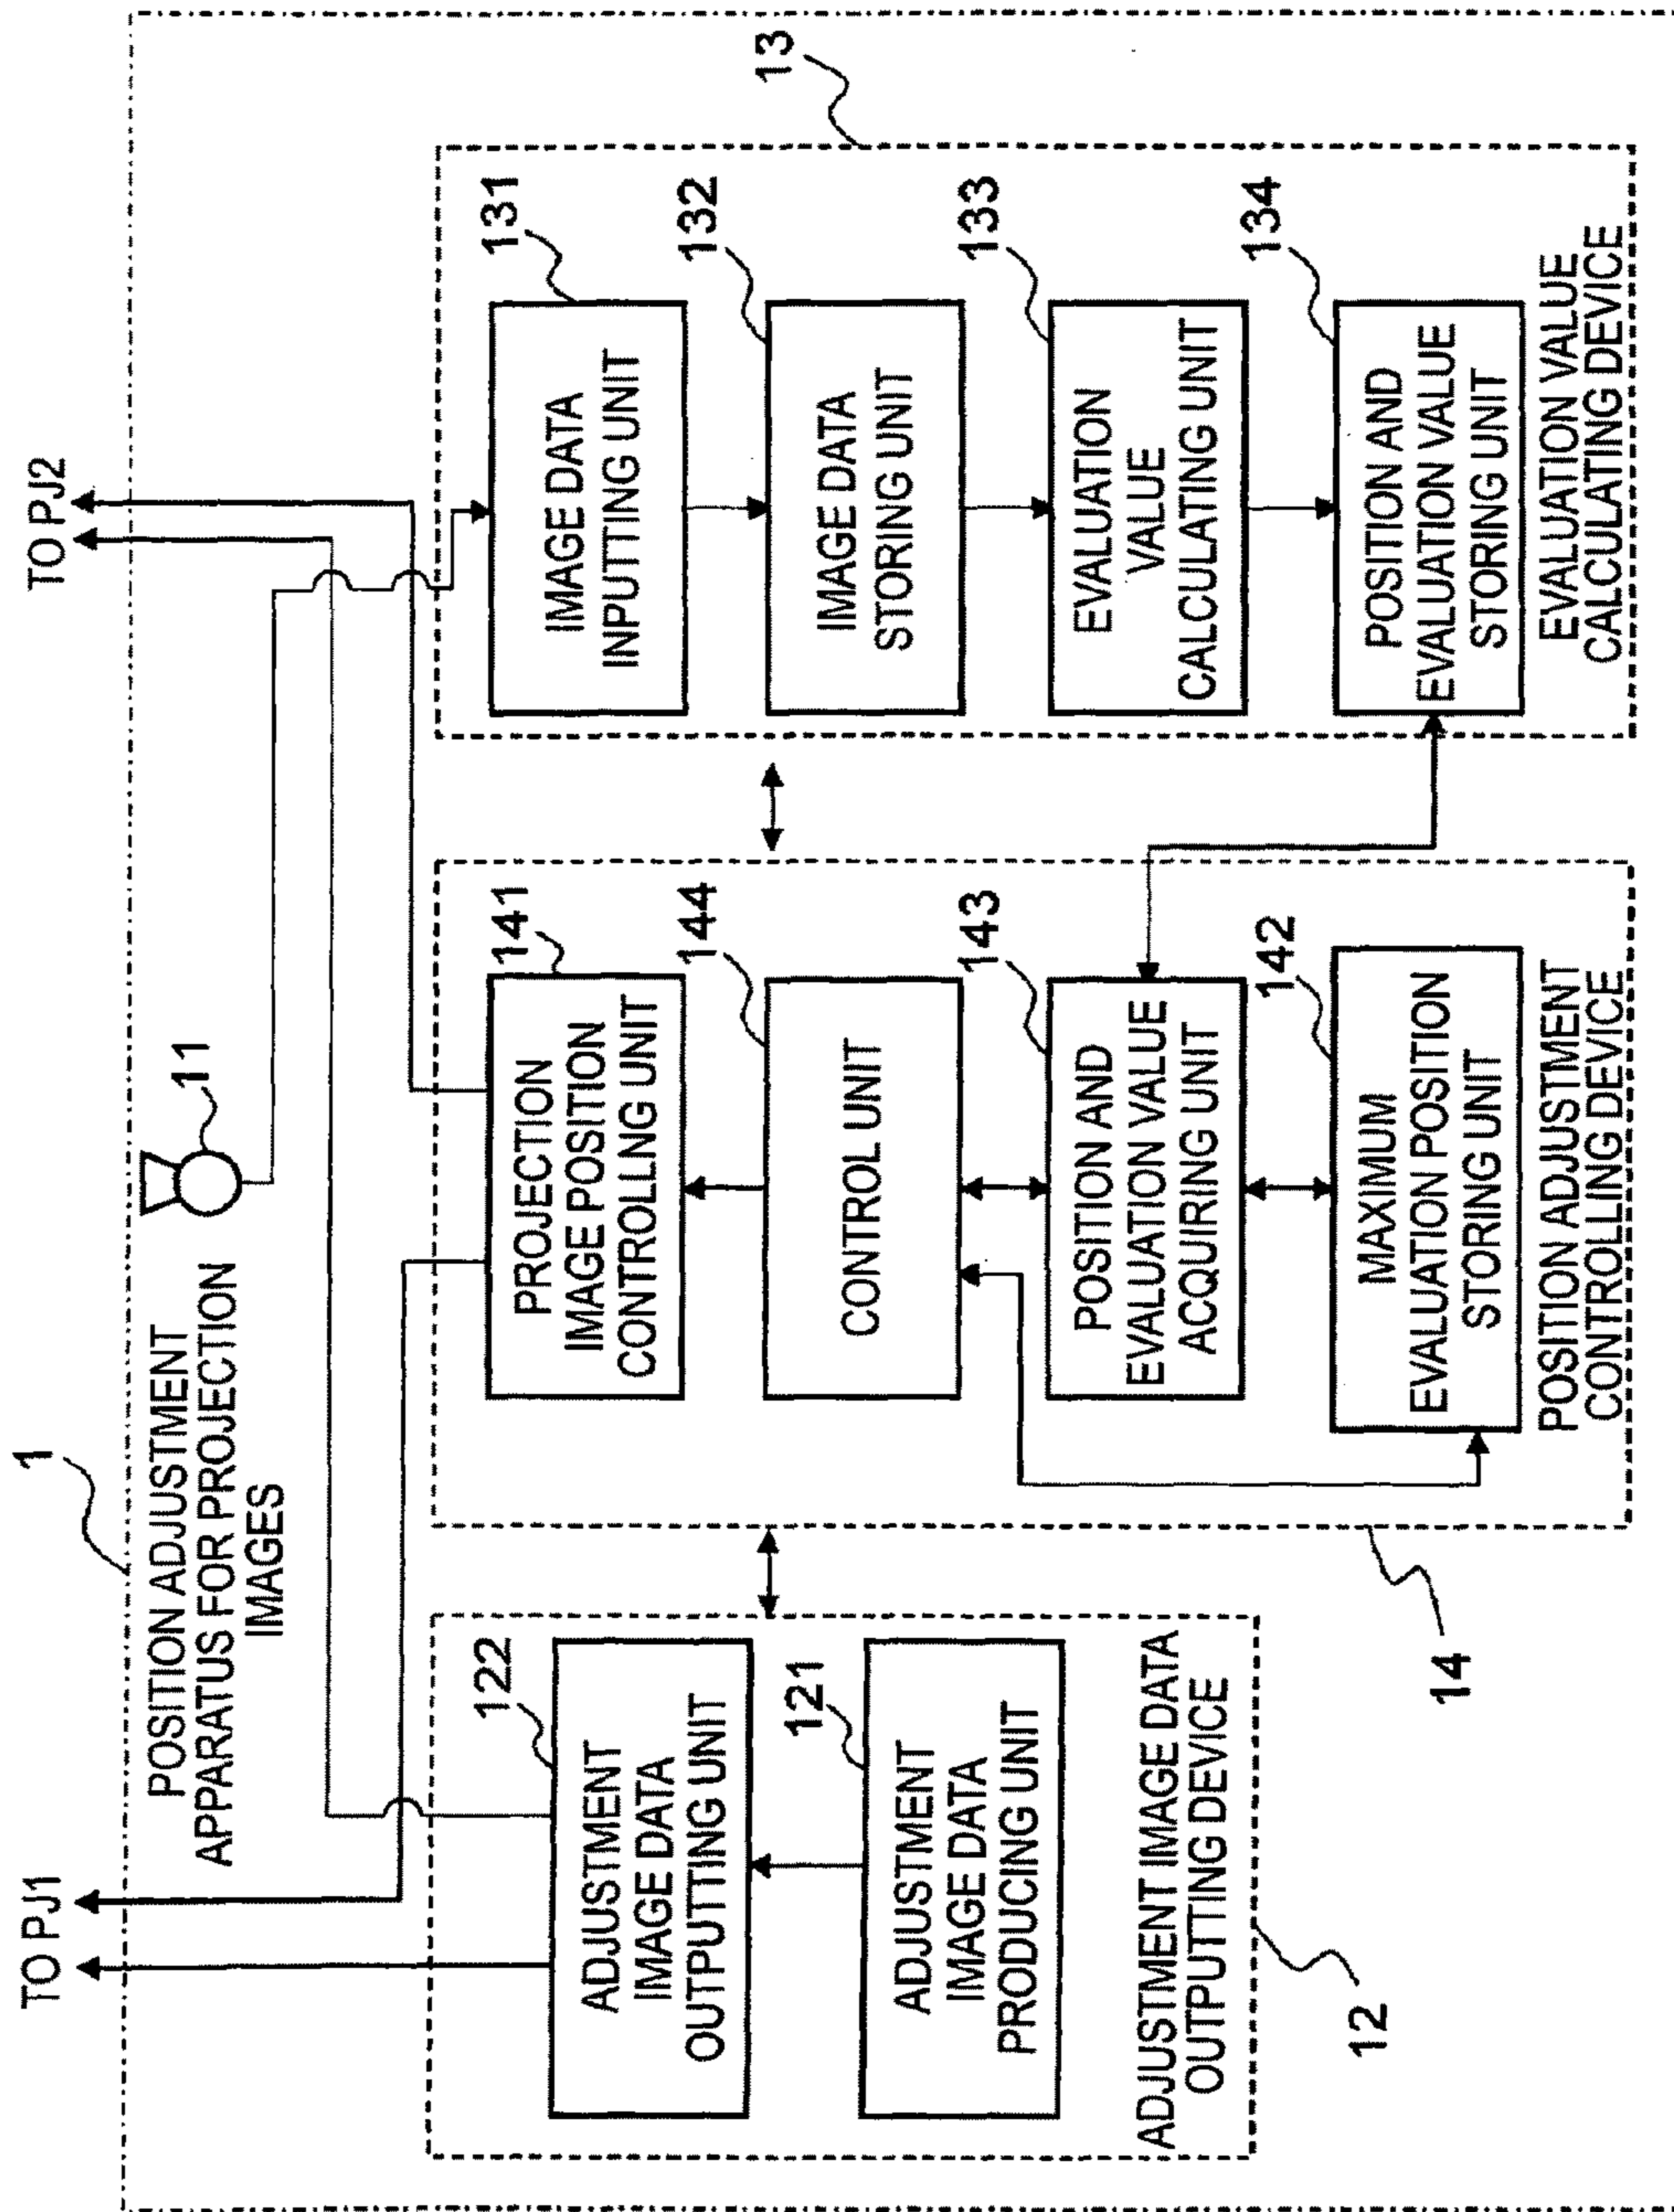 TO PJ1
TO PJ2
1
POSITION ADJUSTMENT
APPARATUS FOR PROJECTION
IMAGES
11
13
122
ADJUSTMENT
IMAGE DATA
OUTPUTTING UNIT
121
ADJUSTMENT
IMAGE DATA
PRODUCING UNIT
ADJUSTMENT IMAGE DATA
OUTPUTTING DEVICE
12
141
PROJECTION
IMAGE POSITION
CONTROLLNG UNIT
144
CONTROL UNIT
143
POSITION AND
EVALUATION VALUE
ACQUIRING UNIT
142
MAXIMUM
EVALUATION POSITION
STORING UNIT
POSITION ADJUSTMENT
CONTROLLING DEVICE
14
131
IMAGE DATA
INPUTTING UNIT
132
IMAGE DATA
STORING UNIT
133
EVALUATION
VALUE
CALCULATING UNIT
134
POSITION AND
EVALUATION VALUE
STORING UNIT
EVALUATION VALUE
CALCULATING DEVICE